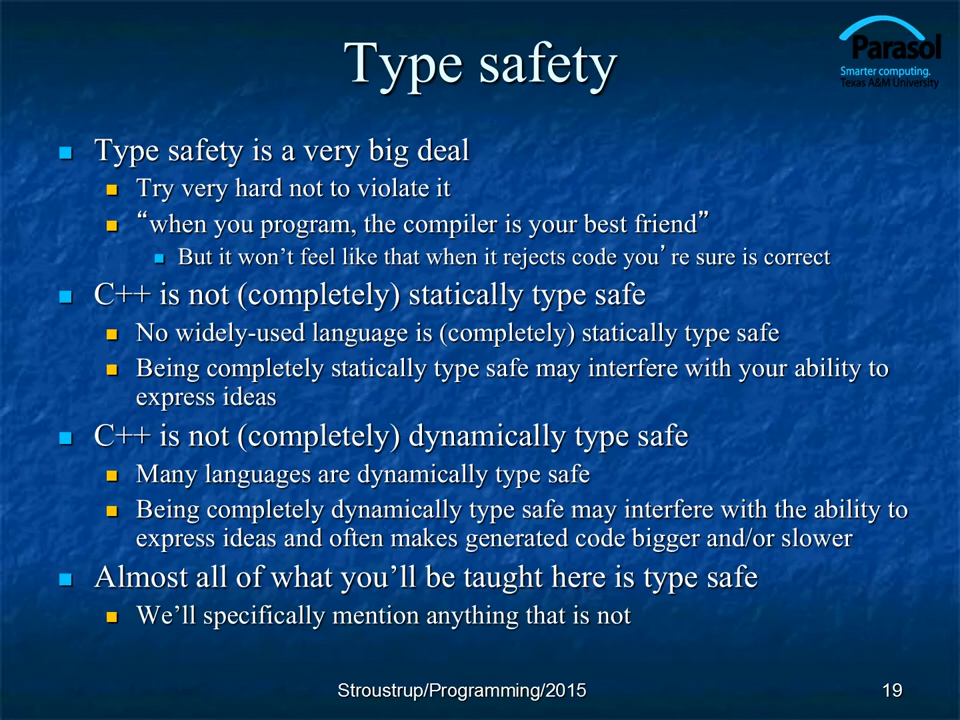 Type safety
Parasol
Smarter computing.
Texas A&M University
Type safety is a very big deal
Try very hard not to violate it
“when you program, the compiler is your best friend”
But it won’t feel like that when it rejects code you’re sure is correct
C++ is not (completely) statically type safe
No widely-used language is (completely) statically type safe
Being completely statically type safe may interfere with your ability to
express ideas
C++ is not (completely) dynamically type safe
Many languages are dynamically type safe
Being completely dynamically type safe may interfere with the ability to
express ideas and often makes generated code bigger and/or slower
Almost all of what you’ll be taught here is type safe
We’ll specifically mention anything that is not
Stroustrup/Programming/2015
19